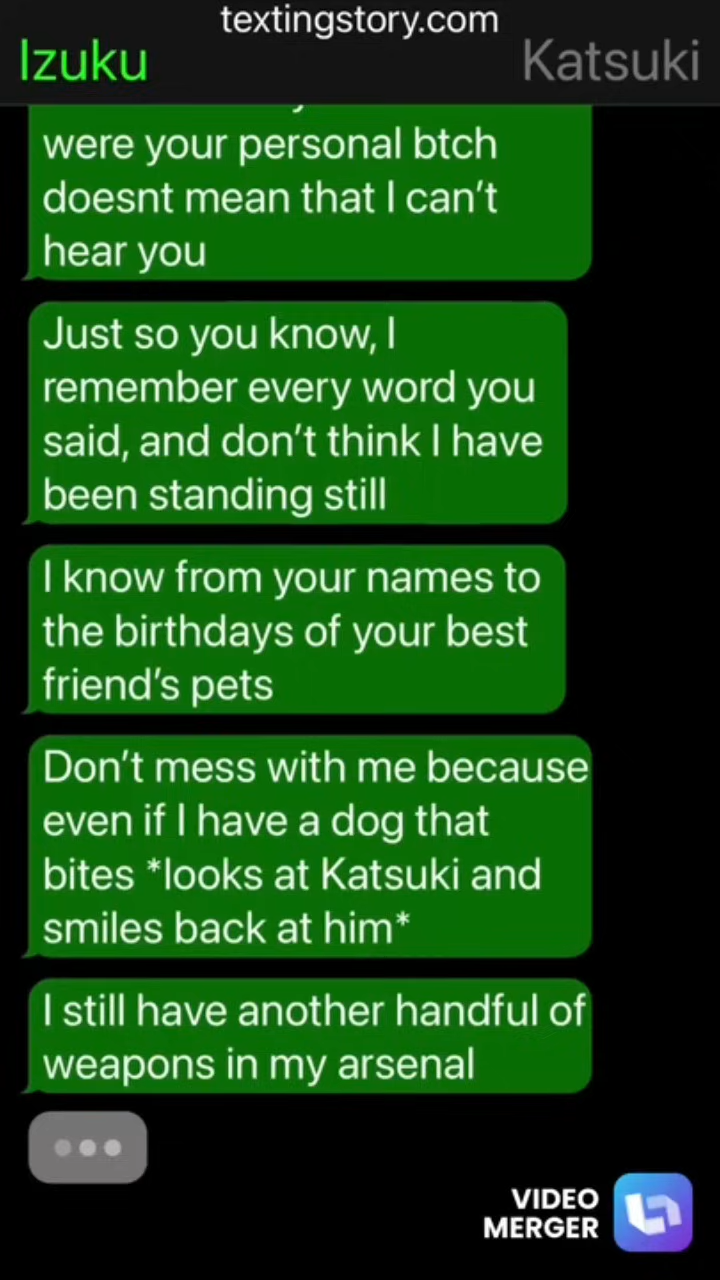 textingstory.com
Izuku
Katsuki
were your personal btch
doesnt mean that I can't
hear you
Just so you know, I
remember every word you
said, and don't think I have
been standing still
I know from your names to
the birthdays of your best
friend's pets
Don't mess with me because
even if I have a dog that
bites *looks at Katsuki and
smiles back at him*
I still have another handful of
weapons in my arsenal
VIDEO
MERGER